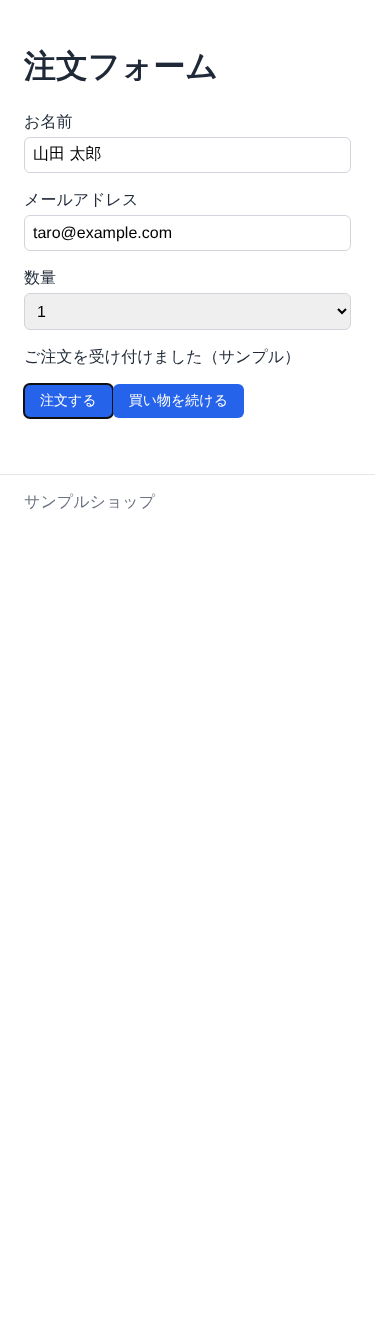 注文フォーム
お名前
山田 太郎
メールアドレス
taro@example.com
数量
1
ご注文を受け付けました（サンプル）
注文する 買い物を続ける
サンプルショップ